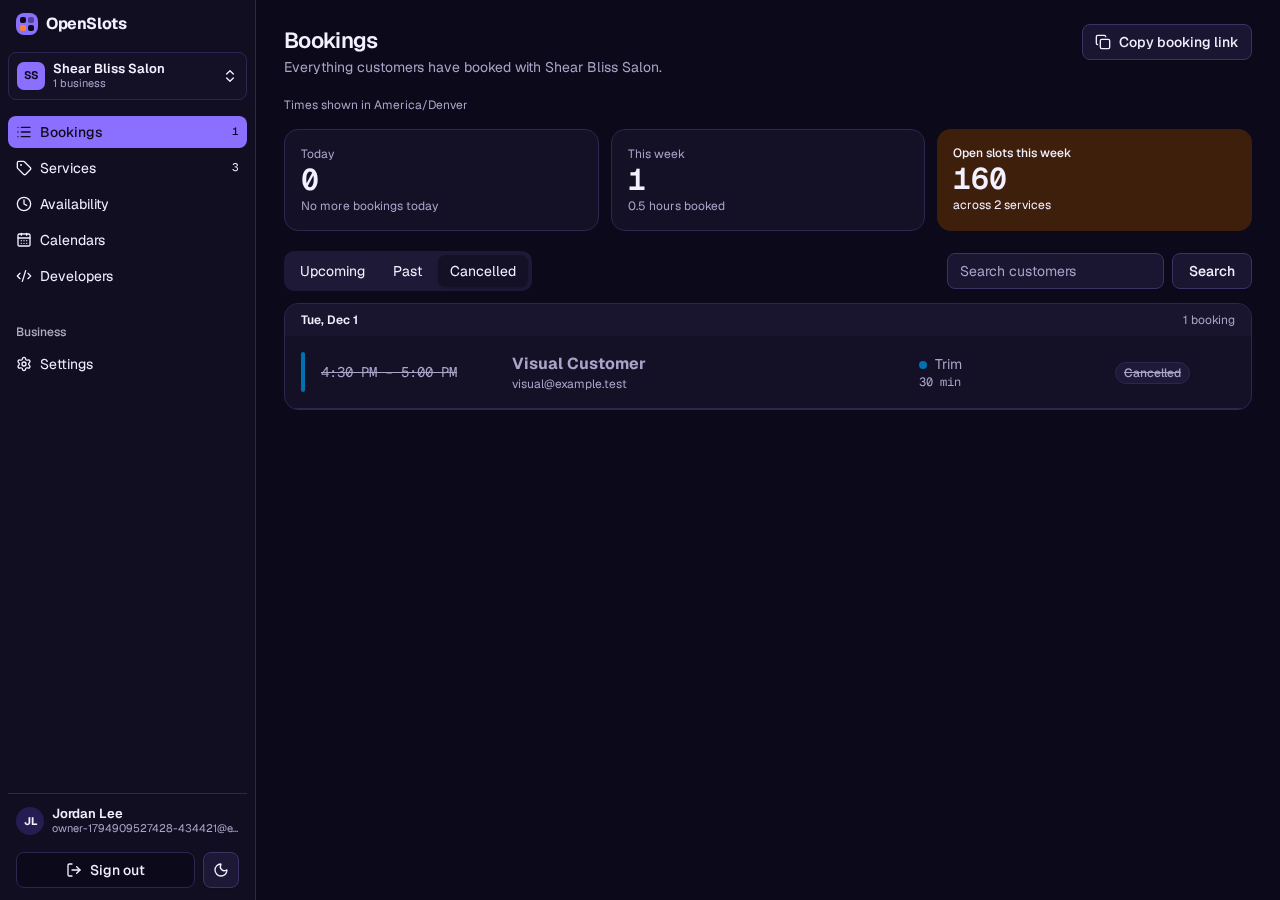 OpenSlots
SS
Shear Bliss Salon
1 business
Bookings 1
Services 3
Availability
Calendars
Developers
Business
Settings
JL
Jordan Lee
owner-1794909527428-434421@e…
Sign out
Bookings
Everything customers have booked with Shear Bliss Salon.
Copy booking link
Times shown in America/Denver
Today
0
No more bookings today
This week
1
0.5 hours booked
Open slots this week
160
across 2 services
Upcoming Past Cancelled
Search customers Search
Tue, Dec 1 1 booking
4:30 PM – 5:00 PM
Visual Customer
visual@example.test
Trim
30 min
Cancelled